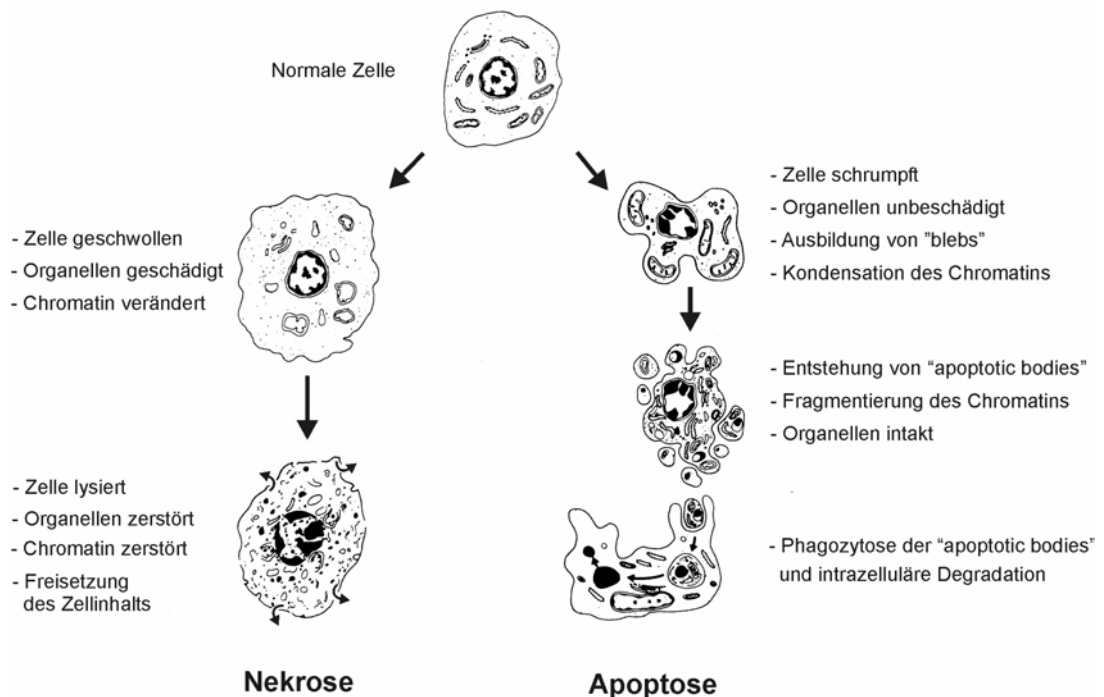 Normale Zelle
- Zelle geschwollen
- Organellen geschädigt
- Chromatin verändert
- Zelle lysiert
- Organellen zerstört
- Chromatin zerstört
- Freisetzung
des Zellinhalts
Nekrose
- Zelle schrumpft
- Organellen unbeschädigt
- Ausbildung von "blebs"
- Kondensation des Chromatins
- Entstehung von “apoptotic bodies”
- Fragmentierung des Chromatins
- Organellen intakt
- Phagozytose der “apoptotic bodies”
und intrazelluläre Degradation
Apoptose